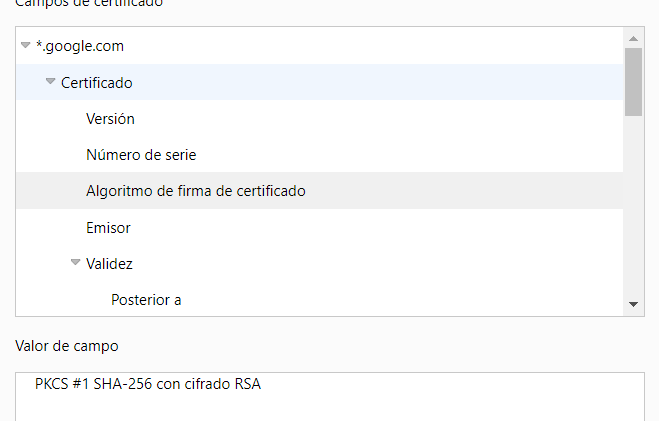 Campos de certificado
*.google.com
Certificado
Versión
Número de serie
Algoritmo de firma de certificado
Emisor
Validez
Posterior a
Valor de campo
PKCS #1 SHA-256 con cifrado RSA